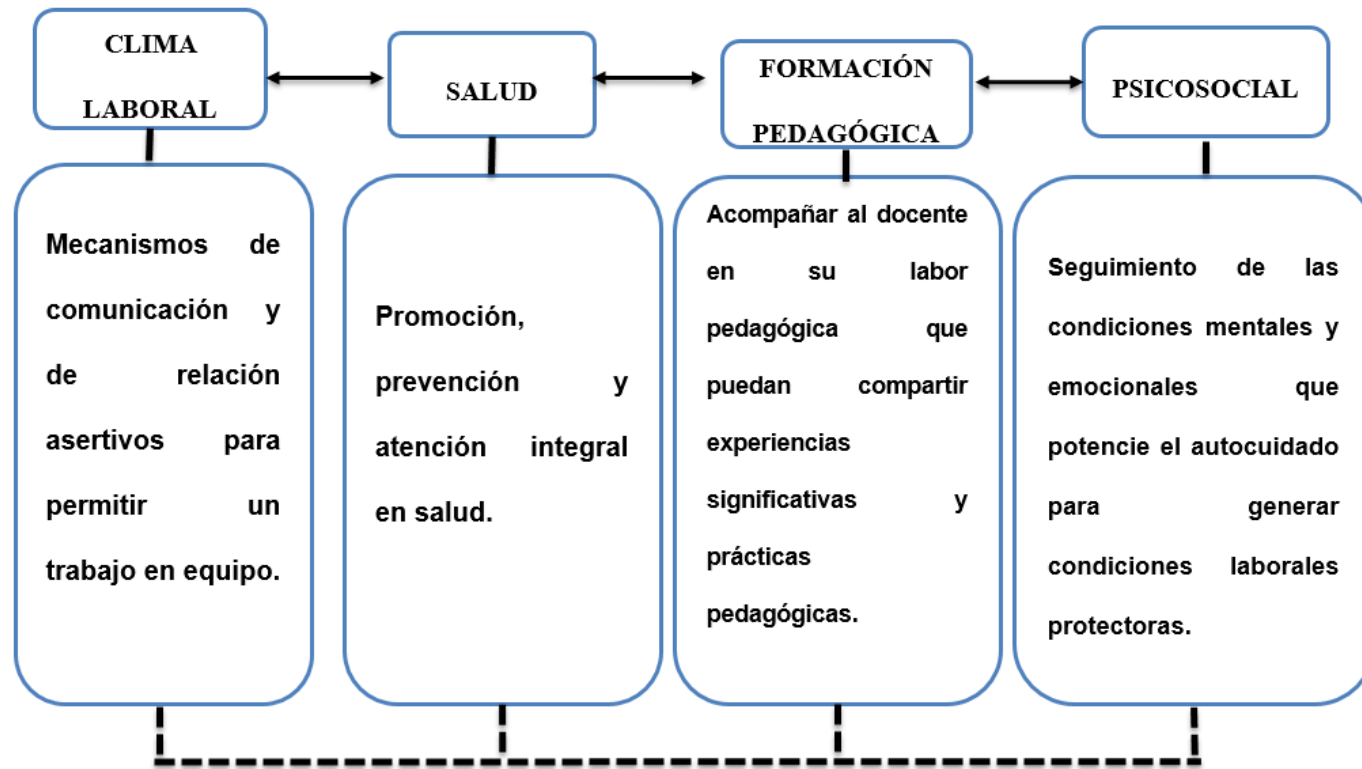 CLIMA
LABORAL
SALUD
FORMACIÓN
PEDAGÓGICA
PSICOSOCIAL
Mecanismos de
comunicación y
de relación
asertivos para
permitir un
trabajo en equipo.
Promoción,
prevención y
atención integral
en salud.
Acompañar al docente
en su labor
pedagógica que
puedan compartir
experiencias
significativas y
prácticas
pedagógicas.
Seguimiento de las
condiciones mentales y
emocionales que
potencie el autocuidado
para generar
condiciones laborales
protectoras.